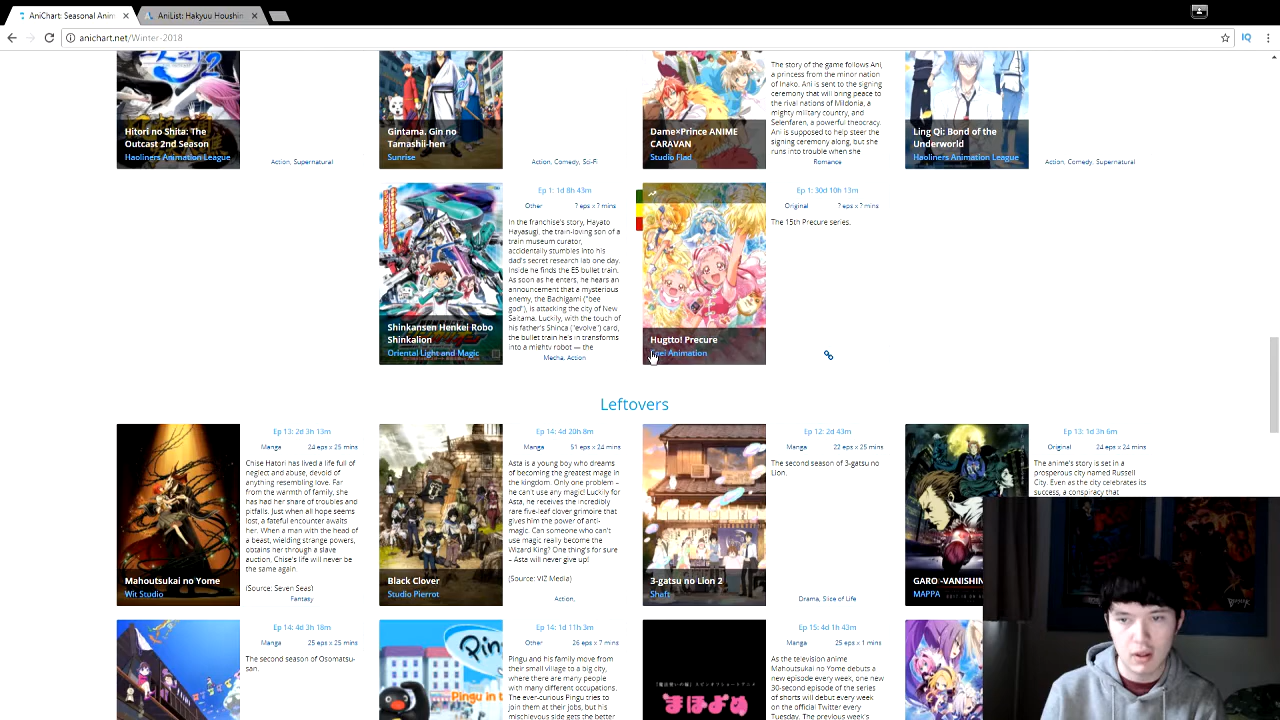 AniChart: Seasonal Anim
AniList: Hakyuu Houshin
anichart.net/Winter-2018
Hitori no Shita: The
Outcast 2nd Season
Haoliners Animation League
Action, Supernatural
Gintama. Gin no
Tamashii-hen
Sunrise
Action, Comedy, Sci-Fi
Dame×Prince ANIME
CARAVAN
Studio Flad
The story of the game follows Ani,
a princess from the minor nation
of Inako. Ani is sent to the signing
ceremony that will bring peace to
the rival nations of Mildonia, a
mighty military country, and
Selenfaren, a powerful theocracy.
Ani is supposed to help steer the
signing ceremony along, but she
runs into trouble when she
Romance
Ling Qi: Bond of the
Underworld
Haoliners Animation League
Action, Comedy, Supernatural
Shinkansen Henkei Robo
Shinkalion
Oriental Light and Magic
Ep 1: 1d 8h 43m
Other ? eps x ? mins
In the franchise's story, Hayato
Hayasugi, the train-loving son of a
train museum curator,
accidentally stumbles into his
dad's secret research lab one day.
Inside he finds the E5 bullet train.
As soon as he enters, he hears an
announcement that a mysterious
enemy, the Bachigami ("bee
god"), is attacking the city of New
Saitama. Luckily, with the touch of
his father's Shinca ("evolve") card,
the bullet train he's in transforms
into a mighty robot — the
Mecha, Action
Hugtto! Precure
Animation
Ep 1: 30d 10h 13m
Original ? eps x ? mins
The 15th Precure series.
Leftovers
Mahoutsukai no Yome
Wit Studio
Ep 13: 2d 3h 13m
Manga 24 eps x 25 mins
Chise Hatori has lived a life full of
neglect and abuse, devoid of
anything resembling love. Far
from the warmth of family, she
has had her share of troubles and
pitfalls. Just when all hope seems
lost, a fateful encounter awaits
her. When a man with the head of
a beast, wielding strange powers,
obtains her through a slave
auction, Chise's life will never be
the same again.
(Source: Seven Seas)
Fantasy
Black Clover
Studio Pierrot
Ep 14: 4d 20h 8m
Manga 51 eps x 24 mins
Asta is a young boy who dreams
of becoming the greatest mage in
the kingdom. Only one problem –
he can't use any magic! Luckily for
Asta, he receives the incredibly
rare five-leaf clover grimoire that
gives him the power of anti-
magic. Can someone who can't
use magic really become the
Wizard King? One thing's for sure
– Asta will never give up!
(Source: VIZ Media)
Action,
3-gatsu no Lion 2
Shaft
Ep 12: 2d 43m
Manga 22 eps x 25 mins
The second season of 3-gatsu no
Lion.
Drama, Slice of Life
GARO -VANISHIN
MAPPA
Ep 13: 1d 3h 6m
Original 24 eps x 24 mins
The anime's story is set in a
prosperous city named Russell
City. Even as the city celebrates its
success, a conspiracy that
Ep 14: 4d 3h 18m
Manga 25 eps x 25 mins
The second season of Osomatsu-
san.
Pin
Pingu in t
Ep 14: 1d 11h 3m
Other 26 eps x 7 mins
Pingu and his family move from
their small village to a big city,
where there are many people
with many different occupations.
The ever-curious Pingu tries to
join them at their jobs, but his
mischievous side gets the better
まほよめ
Ep 15: 4d 1h 43m
Manga 25 eps x 1 mins
As the television anime
Mahoutsukai no Yome debuts a
new episode every week, one new
30-second episode of the series
of shorts will debut every week
on the official Twitter every
Tuesday. The previous week's